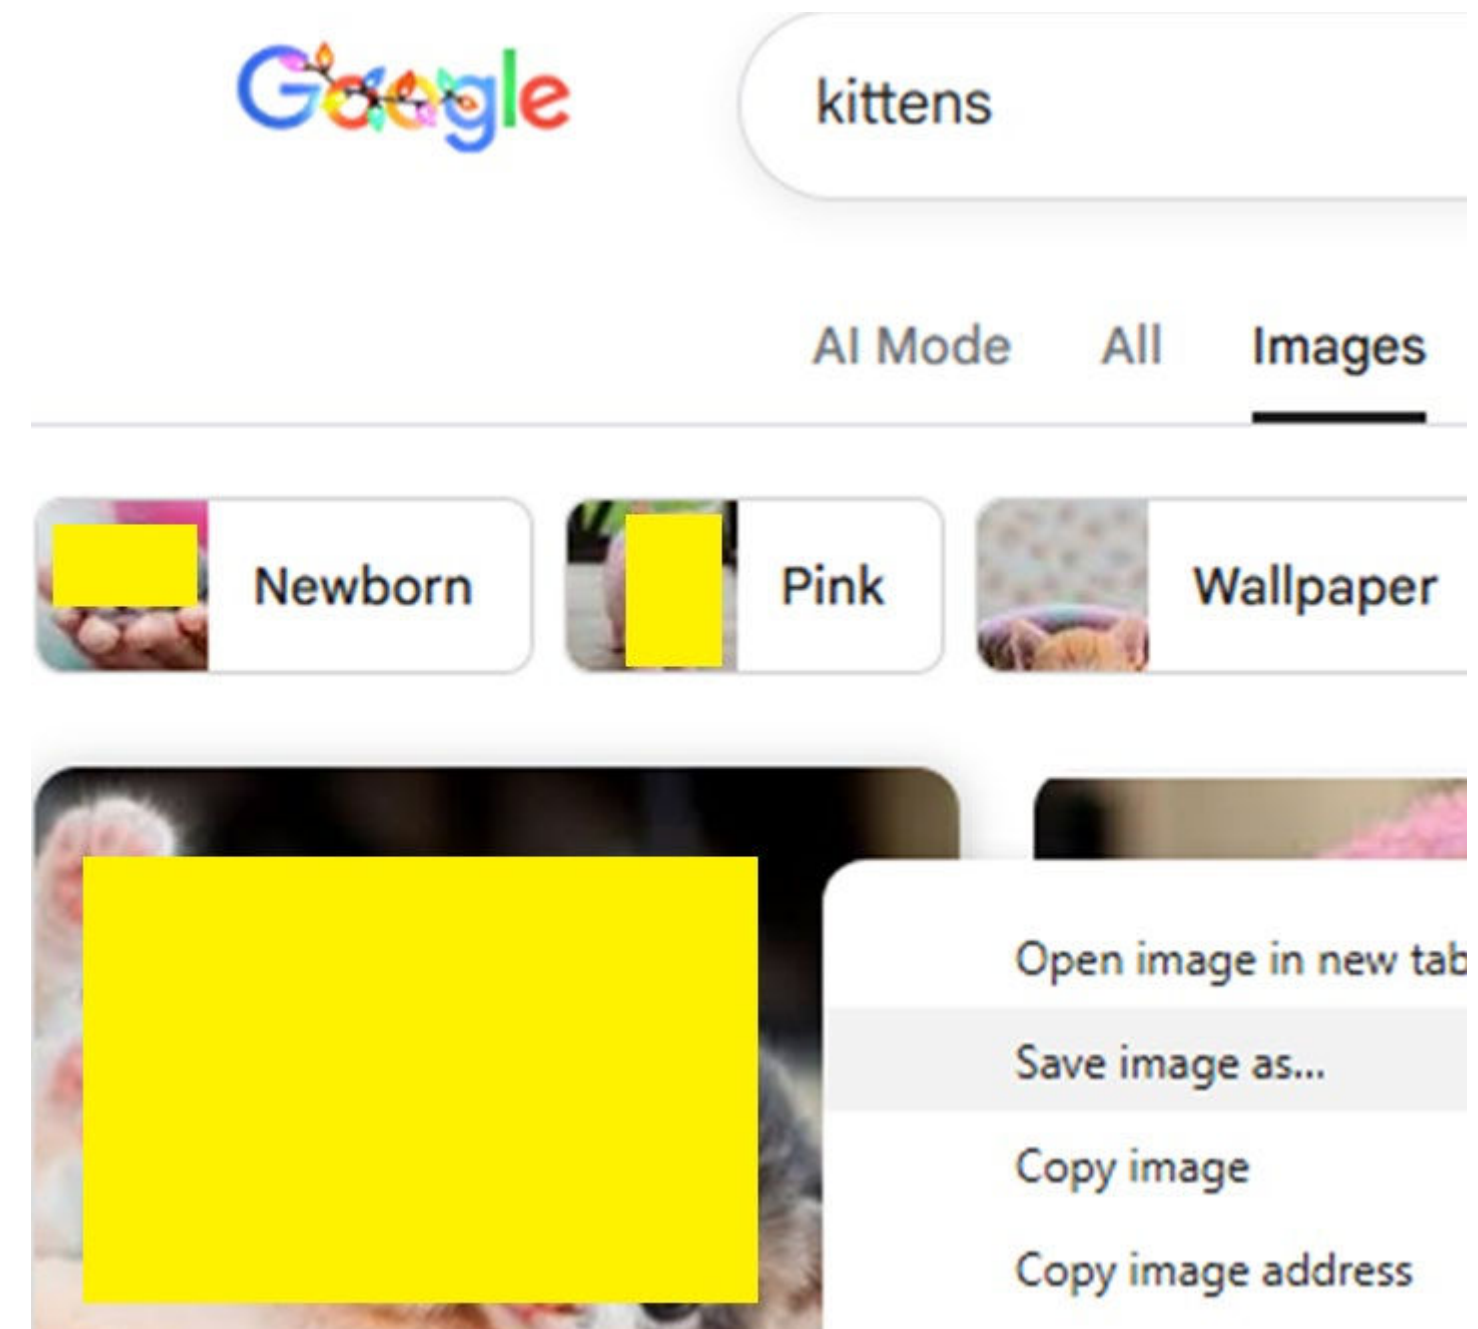 Google
kittens
AI Mode All Images
Newborn Pink Wallpaper
Open image in new tab
Save image as...
Copy image
Copy image address